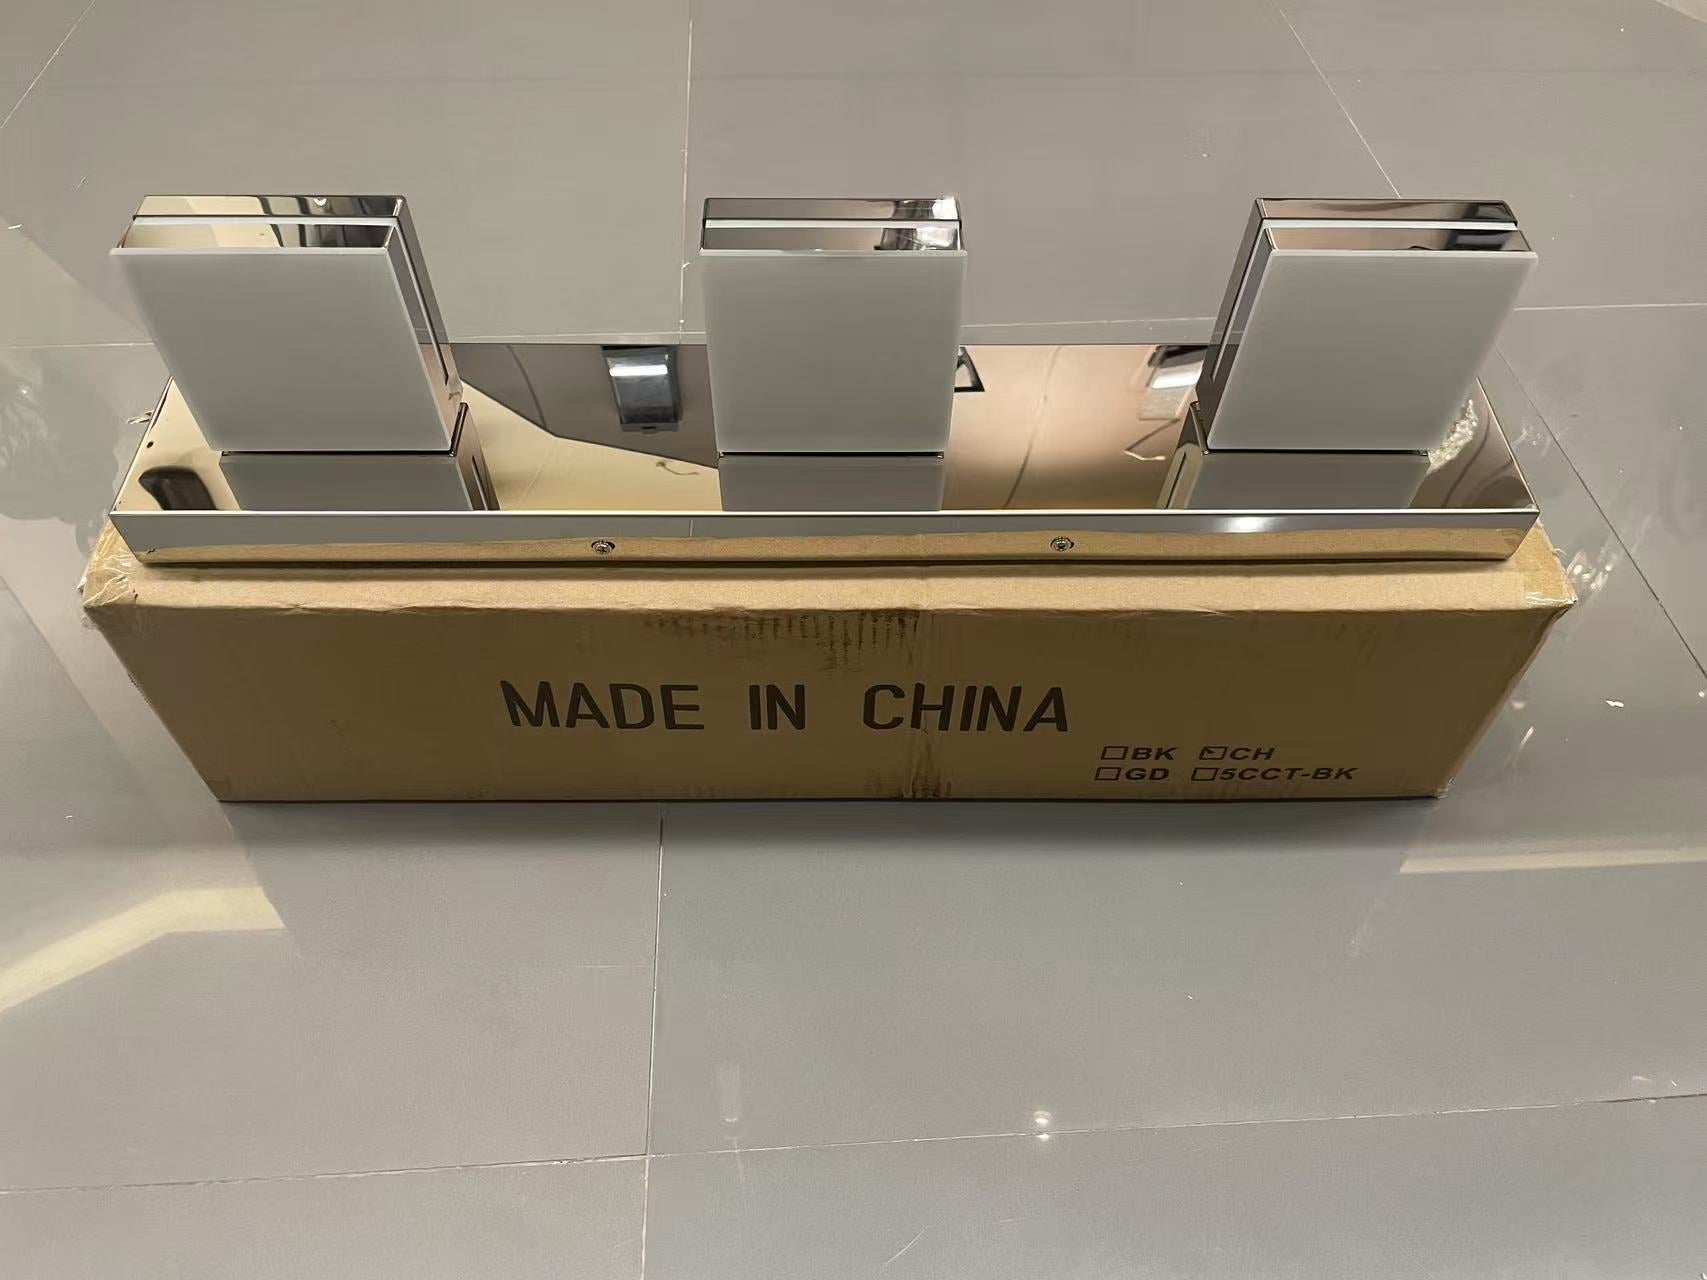 MADE IN CHINA
☐BK ☑CH
☐GD ☐5CCT-BK